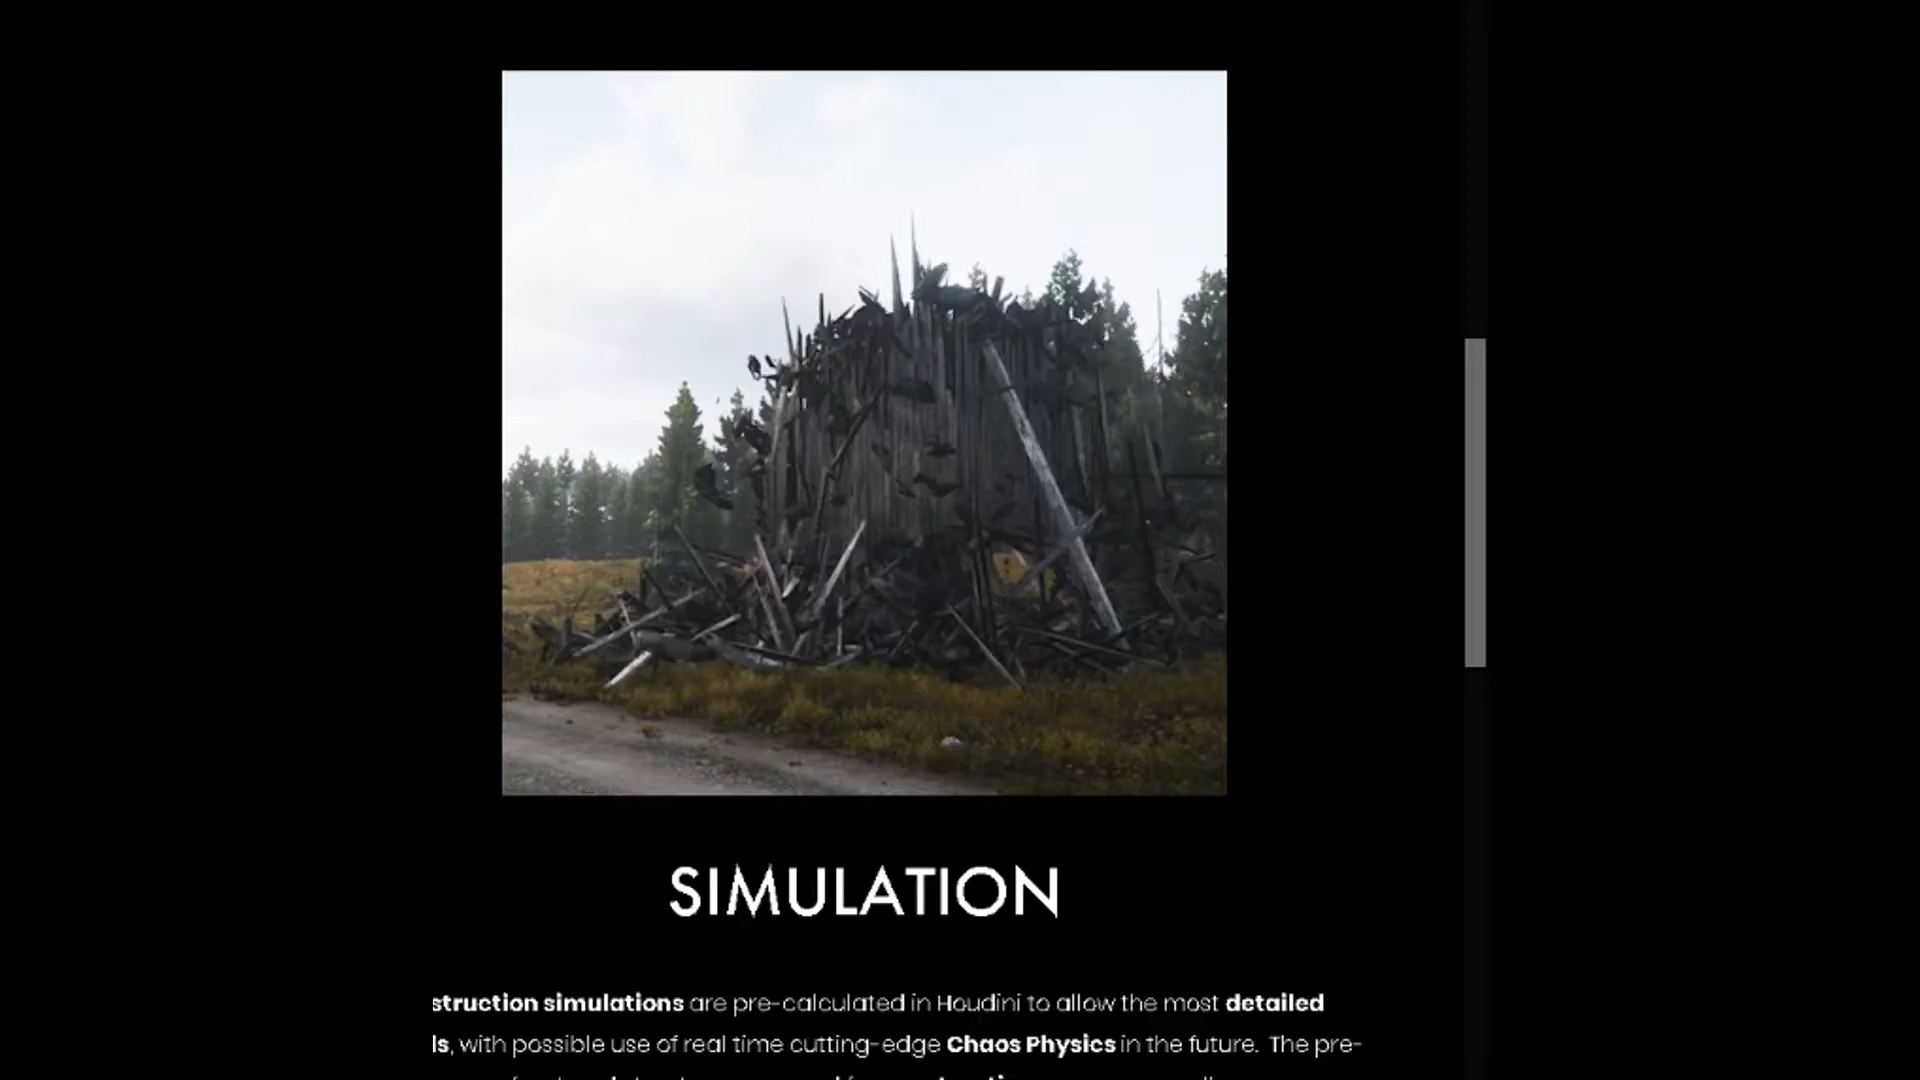 SIMULATION
struction simulations are pre-calculated in Houdini to allow the most detailed
ls, with possible use of real time cutting-edge Chaos Physics in the future. The pre-